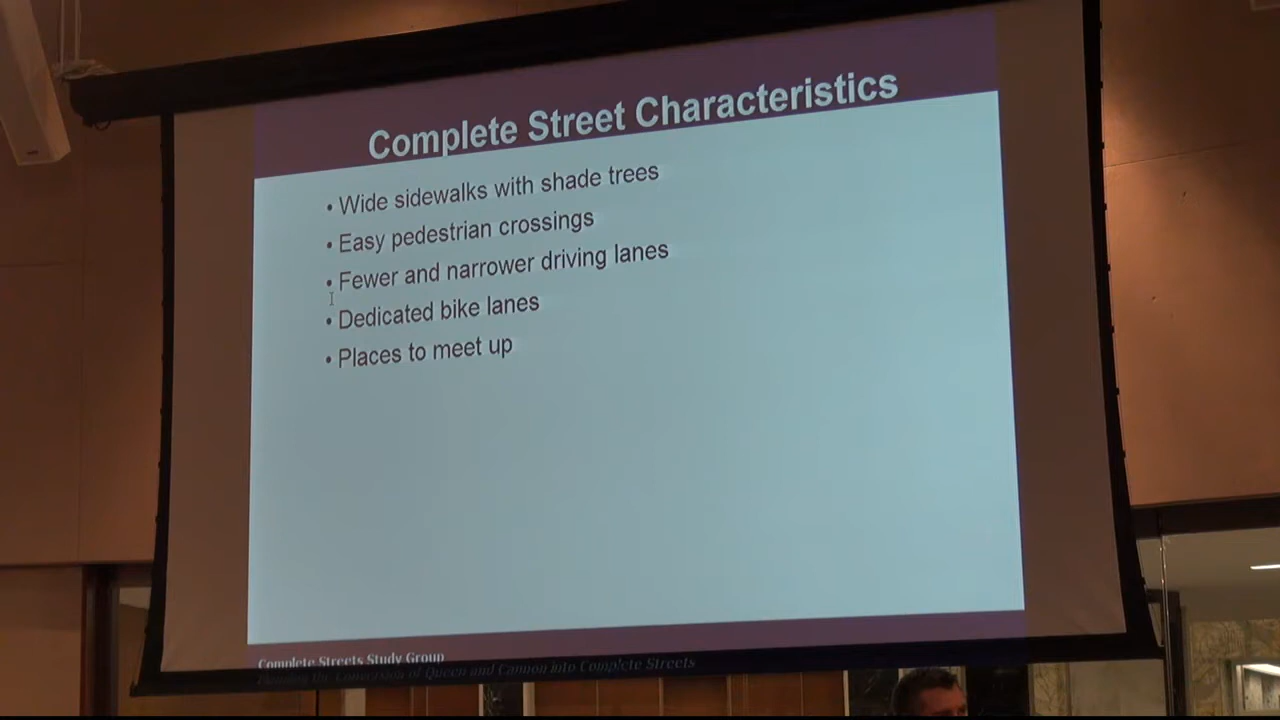 Complete Street Characteristics
• Wide sidewalks with shade trees
• Easy pedestrian crossings
• Fewer and narrower driving lanes
• Dedicated bike lanes
• Places to meet up
Complete Streets Study Group
Planning the Conversion of Queen and Cannon into Complete Streets